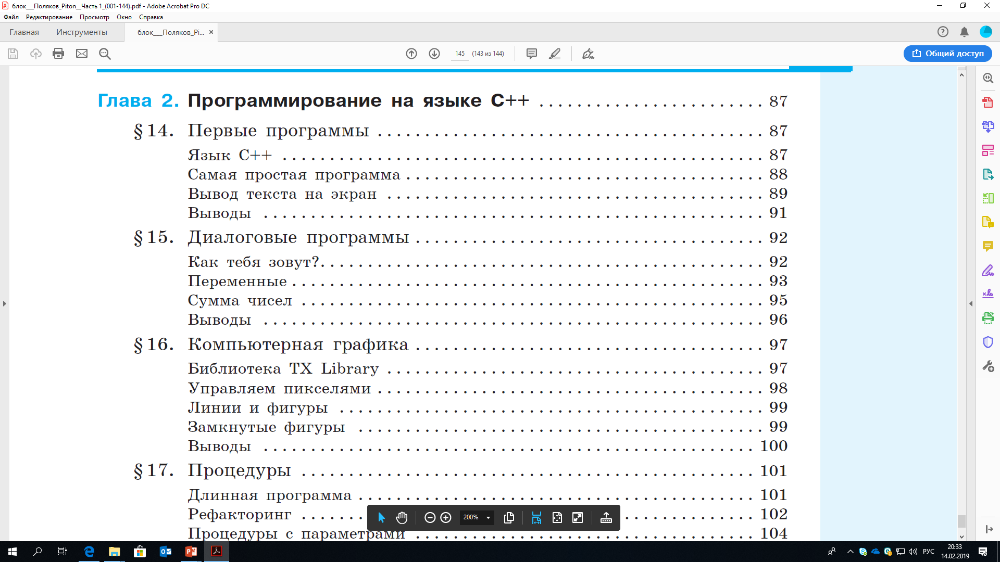 блок___Поляков_Piton__Часть 1_(001-144).pdf - Adobe Acrobat Pro DC
Файл Редактирование Просмотр Окно Справка
Главная Инструменты блок___Поляков_Pi... ×
145 (143 из 144) Общий доступ
Глава 2. Программирование на языке C++ 87
§ 14. Первые программы 87
Язык C++ 87
Самая простая программа 88
Вывод текста на экран 89
Выводы 91
§ 15. Диалоговые программы 92
Как тебя зовут? 92
Переменные 93
Сумма чисел 95
Выводы 96
§ 16. Компьютерная графика 97
Библиотека TX Library 97
Управляем пикселями 98
Линии и фигуры 99
Замкнутые фигуры 99
Выводы 100
§ 17. Процедуры 101
Длинная программа 101
Рефакторинг 102
Процедуры с параметрами 104
200%
РУС
20:33
14.02.2019